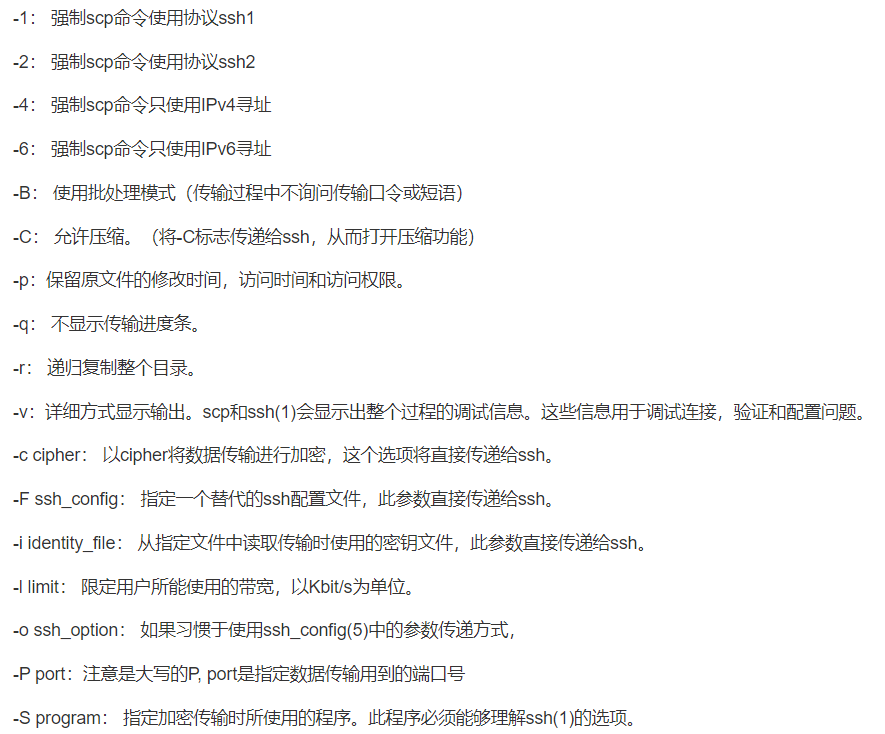 -1： 强制scp命令使用协议ssh1
-2： 强制scp命令使用协议ssh2
-4： 强制scp命令只使用IPv4寻址
-6： 强制scp命令只使用IPv6寻址
-B： 使用批处理模式（传输过程中不询问传输口令或短语）
-C： 允许压缩。（将-C标志传递给ssh，从而打开压缩功能）
-p：保留原文件的修改时间，访问时间和访问权限。
-q： 不显示传输进度条。
-r： 递归复制整个目录。
-v：详细方式显示输出。scp和ssh(1)会显示出整个过程的调试信息。这些信息用于调试连接，验证和配置问题。
-c cipher： 以cipher将数据传输进行加密，这个选项将直接传递给ssh。
-F ssh_config： 指定一个替代的ssh配置文件，此参数直接传递给ssh。
-i identity_file： 从指定文件中读取传输时使用的密钥文件，此参数直接传递给ssh。
-l limit： 限定用户所能使用的带宽，以Kbit/s为单位。
-o ssh_option： 如果习惯于使用ssh_config(5)中的参数传递方式，
-P port：注意是大写的P, port是指定数据传输用到的端口号
-S program： 指定加密传输时所使用的程序。此程序必须能够理解ssh(1)的选项。